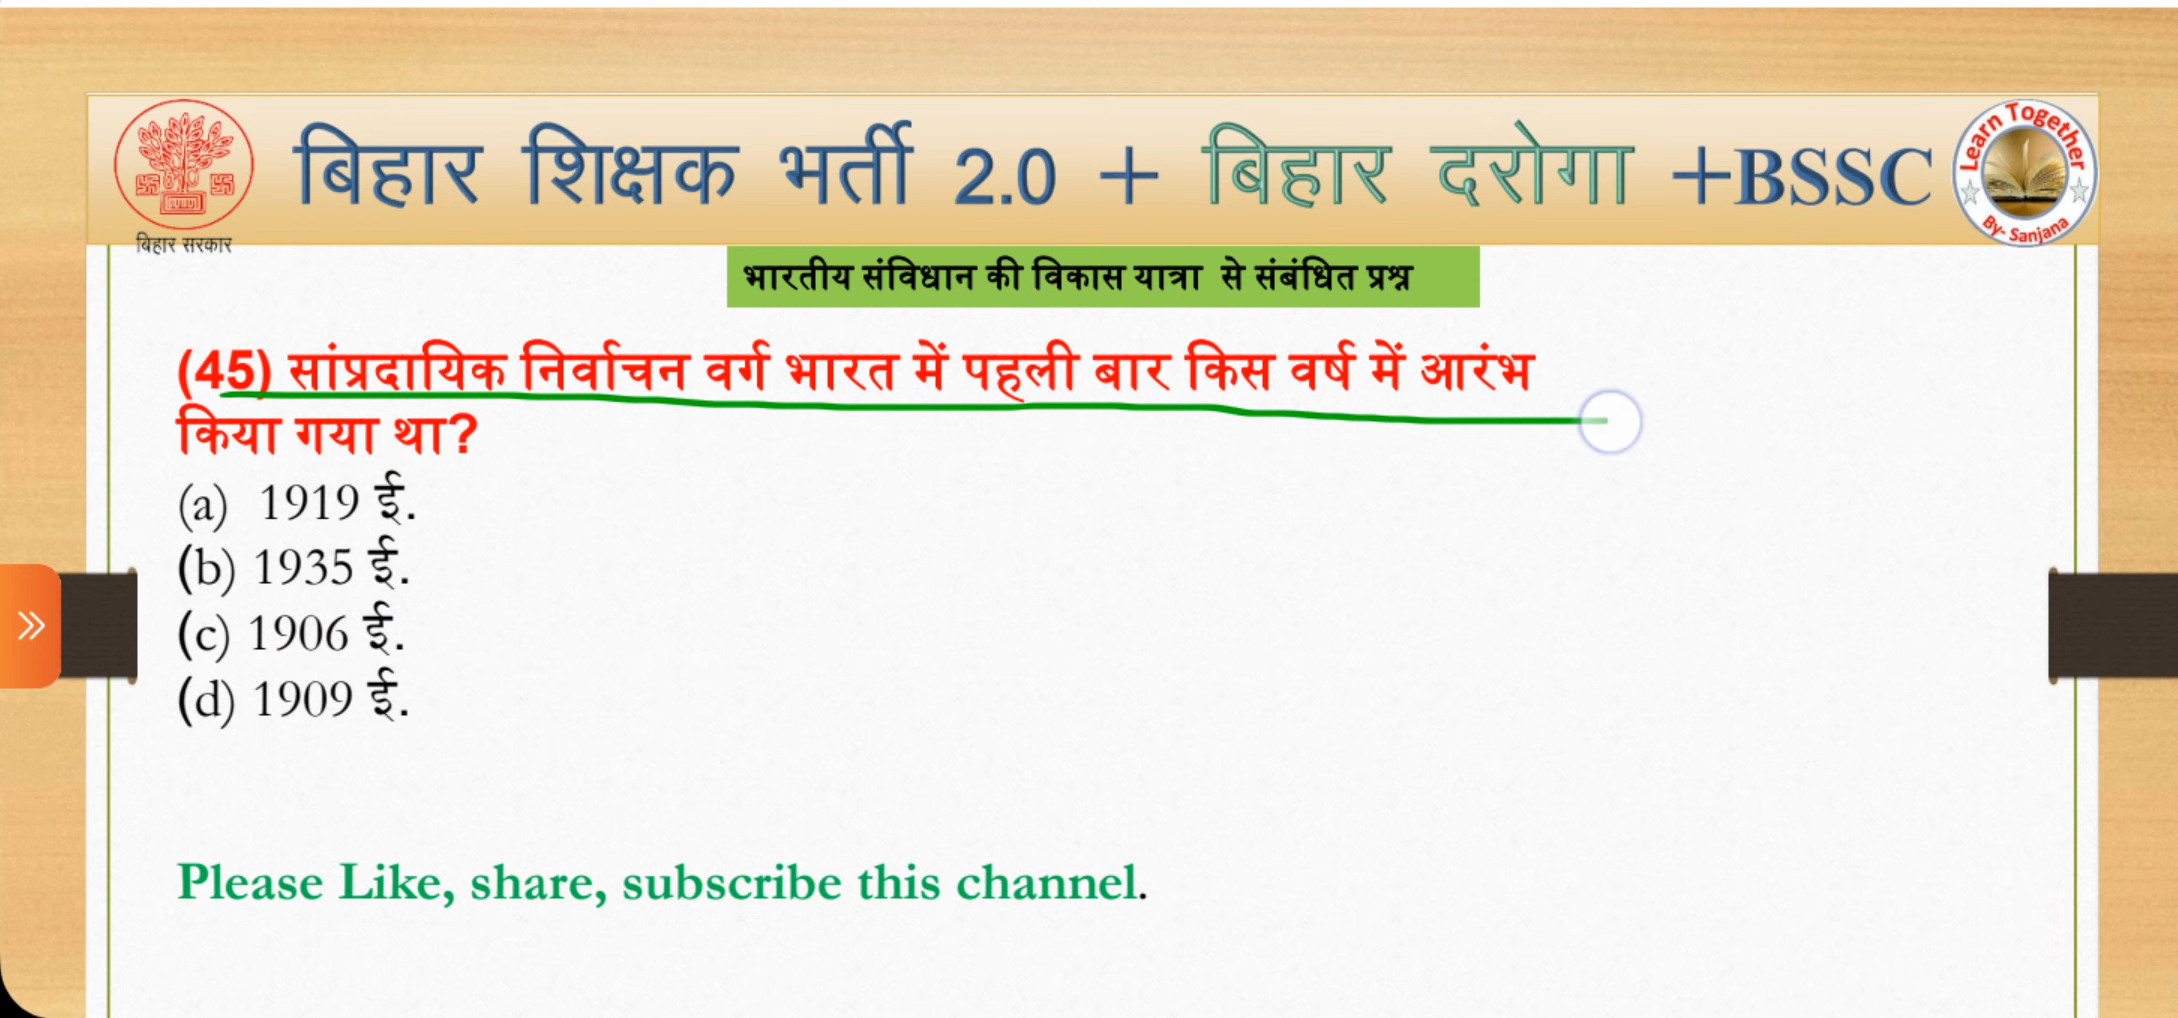 बिहार शिक्षक भर्ती 2.0 + बिहार दरोगा +BSSC
Learn Together
By- Sanjana
बिहार सरकार
भारतीय संविधान की विकास यात्रा से संबंधित प्रश्न
(45) सांप्रदायिक निर्वाचन वर्ग भारत में पहली बार किस वर्ष में आरंभ
किया गया था?
(a) 1919 ई.
(b) 1935 ई.
(c) 1906 ई.
(d) 1909 ई.
Please Like, share, subscribe this channel.